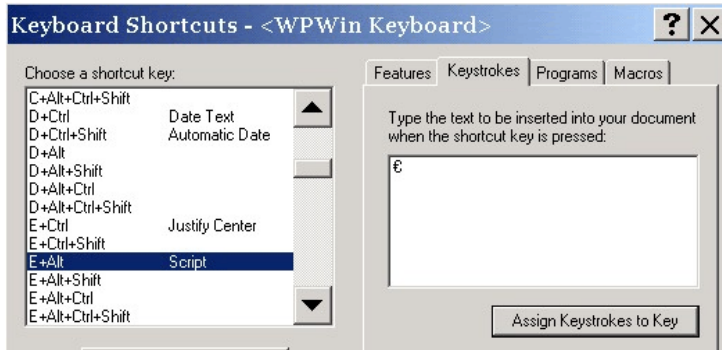 Keyboard Shortcuts - <WPWin Keyboard>
Choose a shortcut key:
C+Alt+Ctrl+Shift
D+Ctrl Date Text
D+Ctrl+Shift Automatic Date
D+Alt
D+Alt+Shift
D+Alt+Ctrl
D+Alt+Ctrl+Shift
E+Ctrl Justify Center
E+Ctrl+Shift
E+Alt Script
E+Alt+Shift
E+Alt+Ctrl
E+Alt+Ctrl+Shift
Features Keystrokes Programs Macros
Type the text to be inserted into your document
when the shortcut key is pressed:
€
Assign Keystrokes to Key